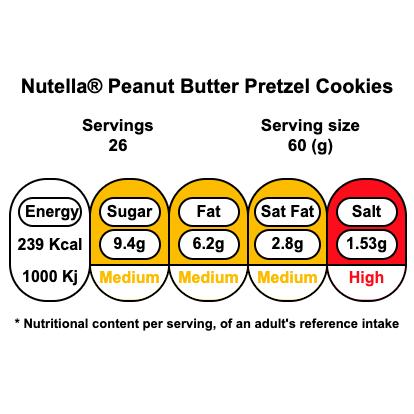 Nutella® Peanut Butter Pretzel Cookies
Servings Serving size
26 60 (g)
Energy Sugar Fat Sat Fat Salt
239 Kcal 9.4g 6.2g 2.8g 1.53g
1000 Kj Medium Medium Medium High
* Nutritional content per serving, of an adult's reference intake